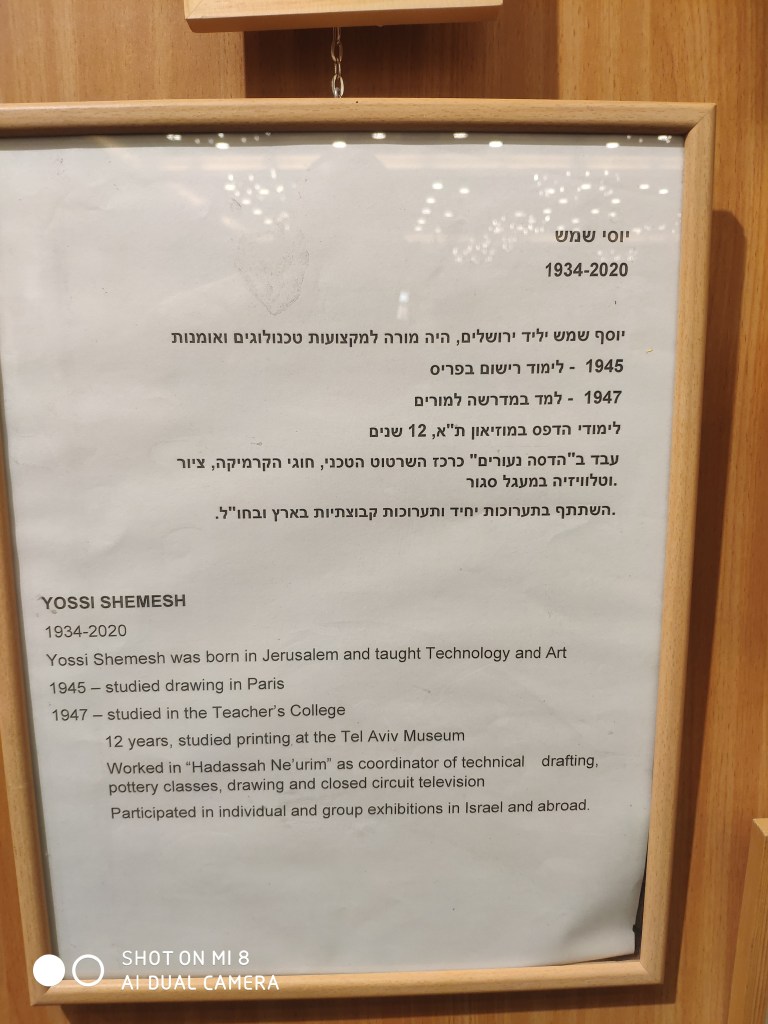 יוסי שמש
1934-2020
יוסף שמש יליד ירושלים, היה מורה למקצועות טכנולוגים ואומנות
1945 - לימוד רישום בפריס
1947 - למד במדרשה למורים
לימודי הדפס במוזיאון ת"א, 12 שנים
עבד ב"הדסה נעורים" כרכז השרטוט הטכני, חוגי הקרמיקה, ציור
וטלוויזיה במעגל סגור.
השתתף בתערוכות יחיד ותערוכות קבוצתיות בארץ ובחו"ל..
YOSSI SHEMESH
1934-2020
Yossi Shemesh was born in Jerusalem and taught Technology and Art
1945 – studied drawing in Paris
1947 – studied in the Teacher's College
12 years, studied printing at the Tel Aviv Museum
Worked in “Hadassah Ne'urim” as coordinator of technical drafting,
pottery classes, drawing and closed circuit television
Participated in individual and group exhibitions in Israel and abroad.
SHOT ON MI 8
AI DUAL CAMERA